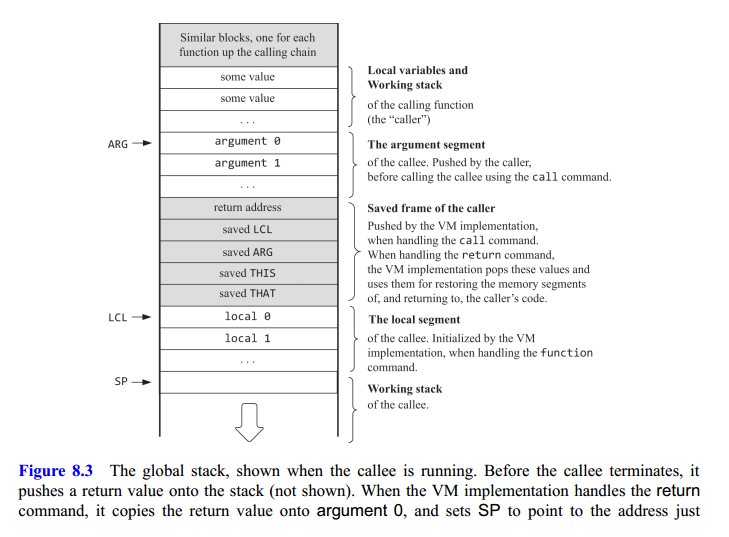 Similar blocks, one for each
function up the calling chain
some value
some value
...
ARG
argument 0
argument 1
...
return address
saved LCL
saved ARG
saved THIS
saved THAT
LCL
local 0
local 1
...
SP
Local variables and
Working stack
of the calling function
(the “caller”)
The argument segment
of the callee. Pushed by the caller,
before calling the callee using the call command.
Saved frame of the caller
Pushed by the VM implementation,
when handling the call command.
When handling the return command,
the VM implementation pops these values and
uses them for restoring the memory segments
of, and returning to, the caller’s code.
The local segment
of the callee. Initialized by the VM
implementation, when handling the function
command.
Working stack
of the callee.
Figure 8.3 The global stack, shown when the callee is running. Before the callee terminates, it
pushes a return value onto the stack (not shown). When the VM implementation handles the return
command, it copies the return value onto argument 0, and sets SP to point to the address just